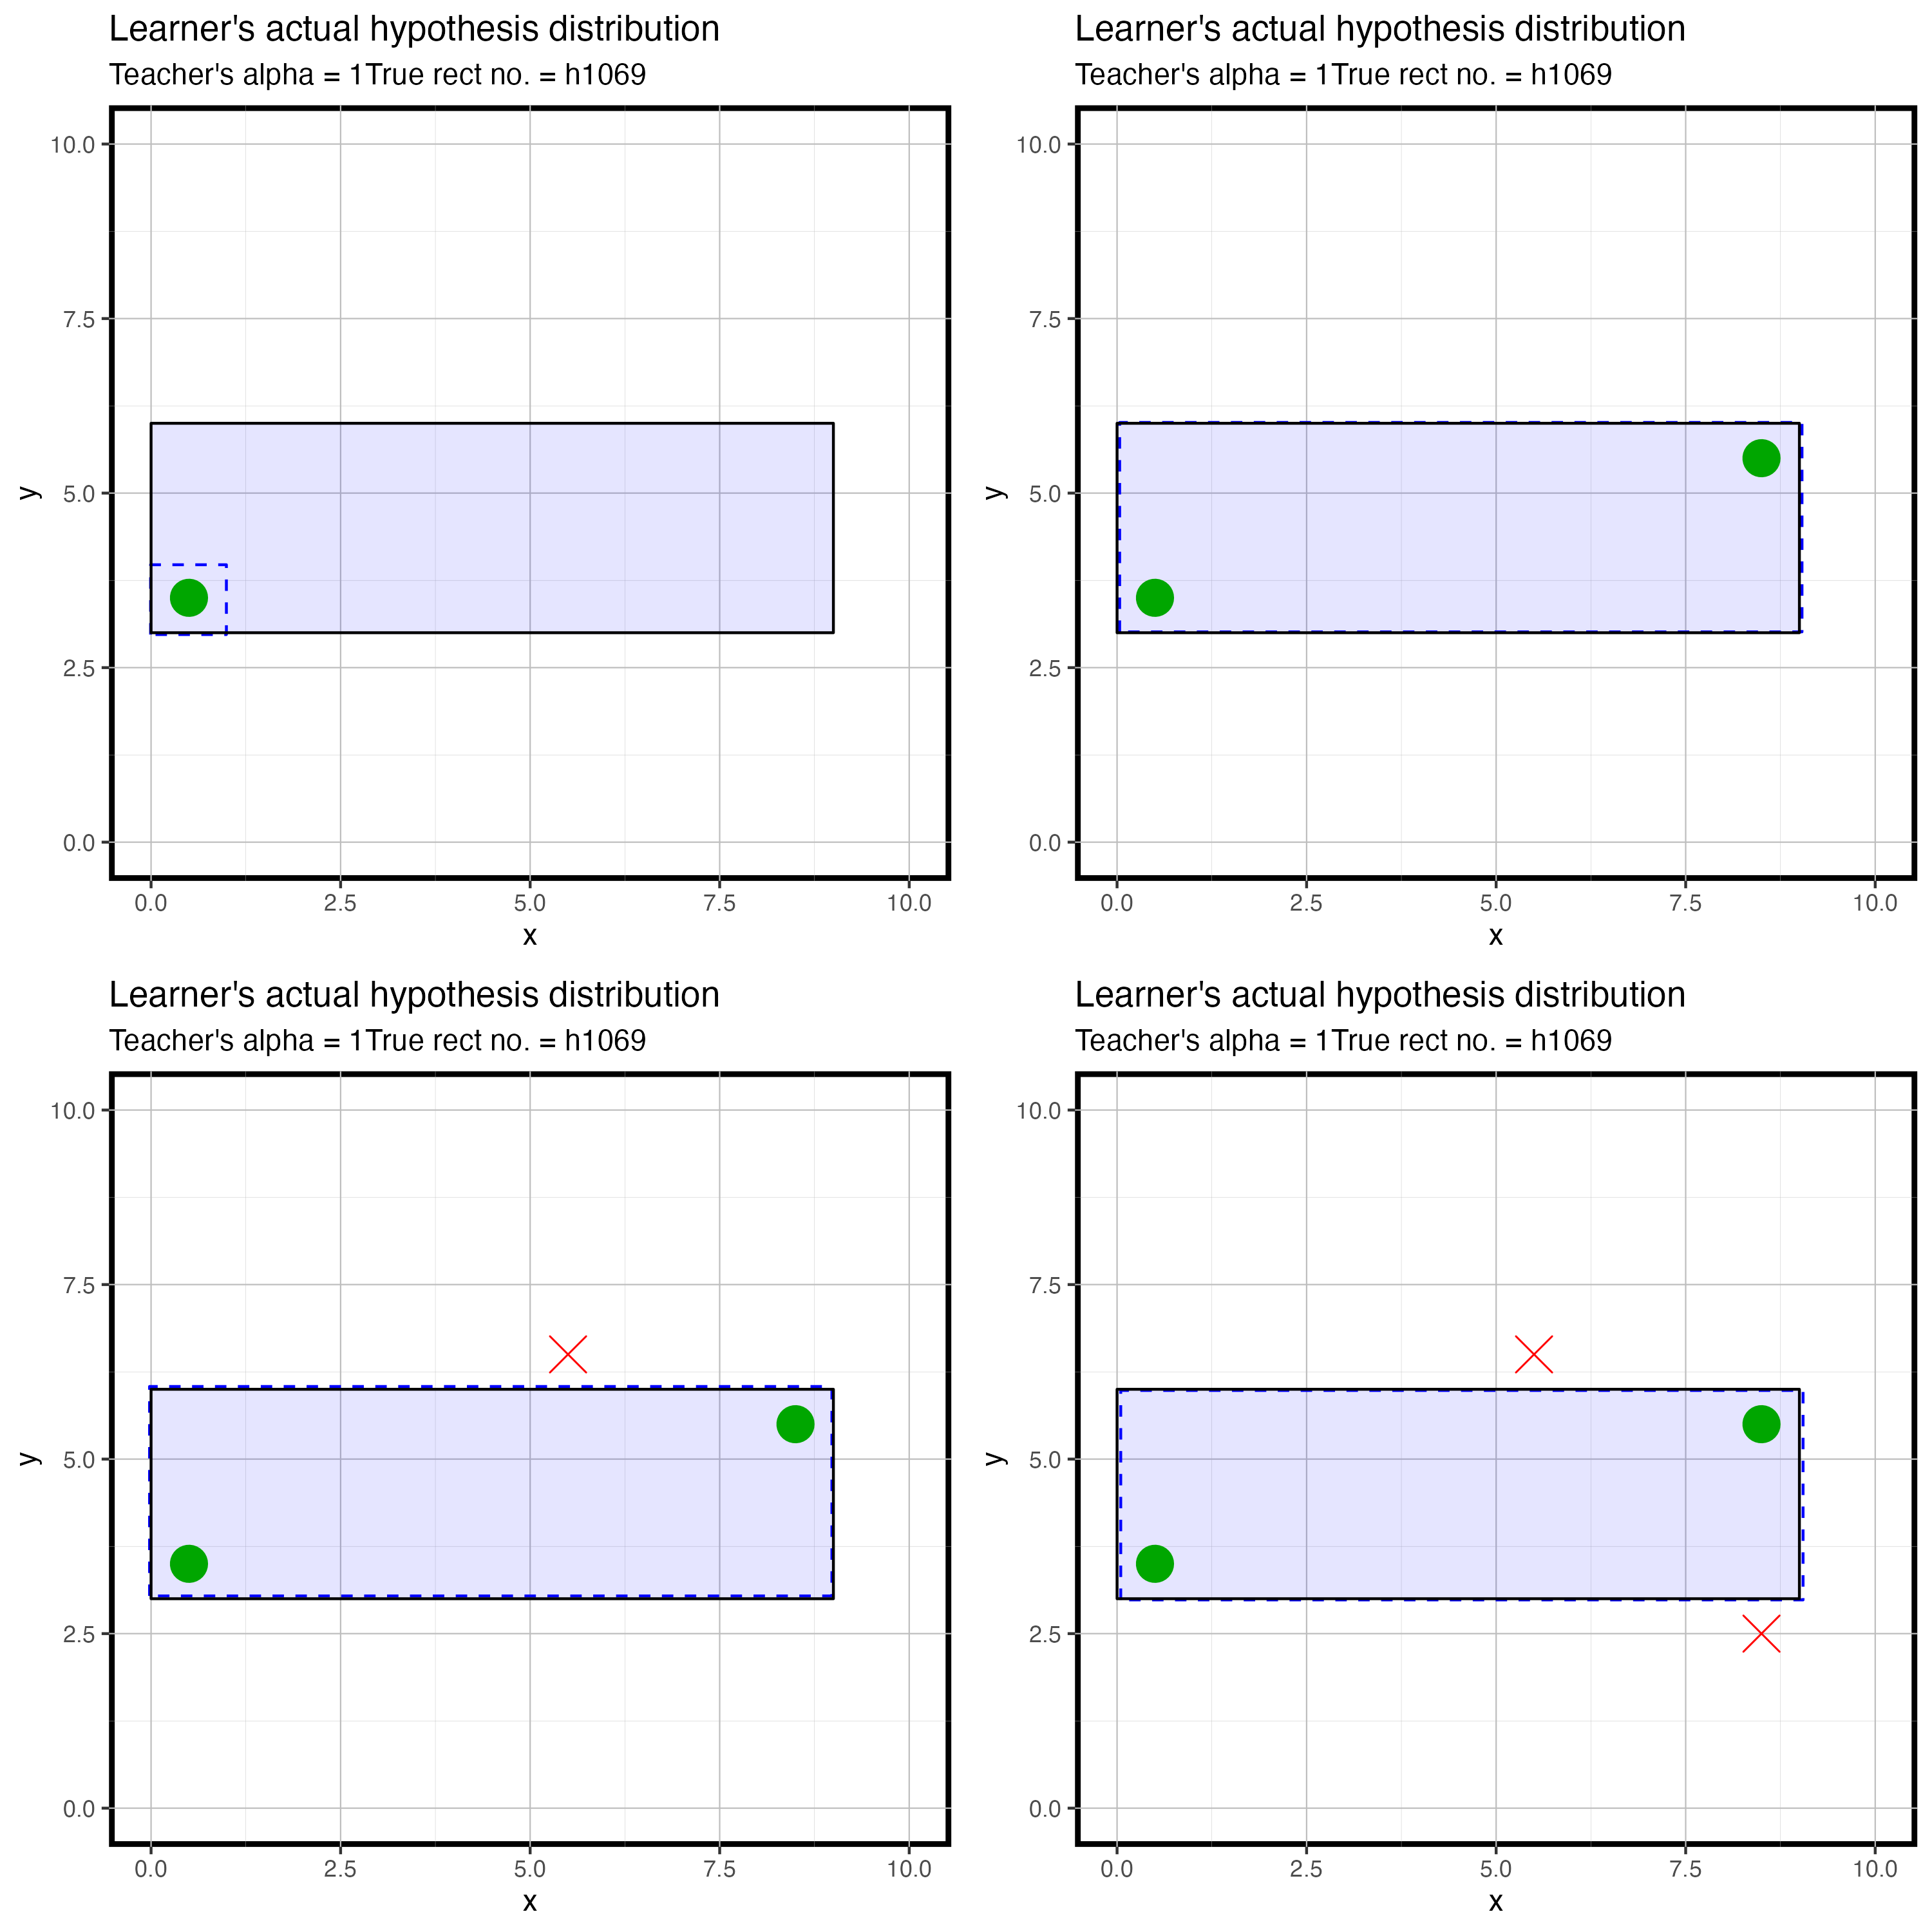 Learner's actual hypothesis distribution
Teacher's alpha = 1True rect no. = h1069
10.0
7.5
5.0
2.5
0.0
y
0.0 2.5 5.0 7.5 10.0
x
Learner's actual hypothesis distribution
Teacher's alpha = 1True rect no. = h1069
10.0
7.5
5.0
2.5
0.0
y
0.0 2.5 5.0 7.5 10.0
x
Learner's actual hypothesis distribution
Teacher's alpha = 1True rect no. = h1069
10.0
7.5
5.0
2.5
0.0
y
0.0 2.5 5.0 7.5 10.0
x
Learner's actual hypothesis distribution
Teacher's alpha = 1True rect no. = h1069
10.0
7.5
5.0
2.5
0.0
y
0.0 2.5 5.0 7.5 10.0
x